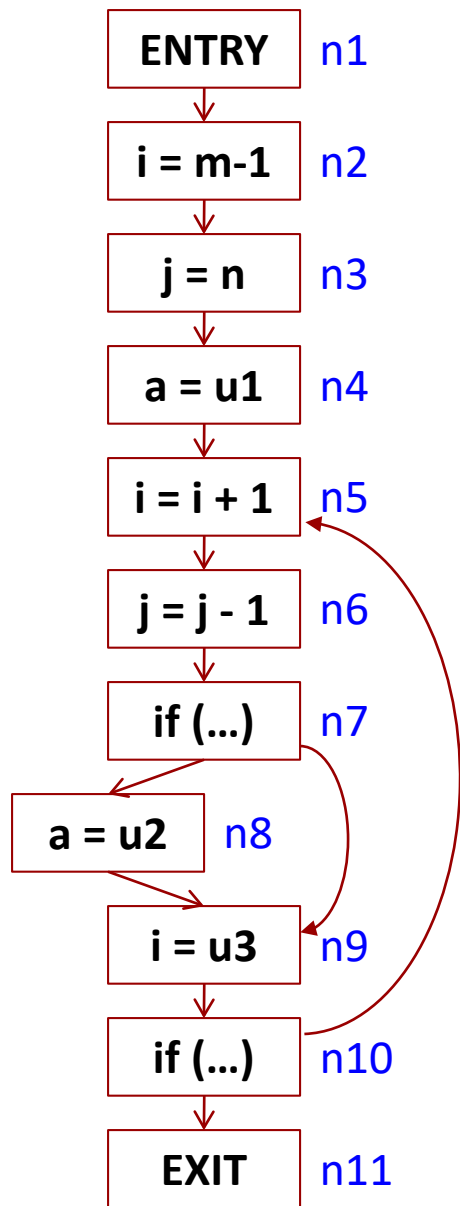 ENTRY n1
i = m-1 n2
j = n n3
a = u1 n4
i = i + 1 n5
j = j - 1 n6
if (...) n7
a = u2 n8
i = u3 n9
if (...) n10
EXIT n11